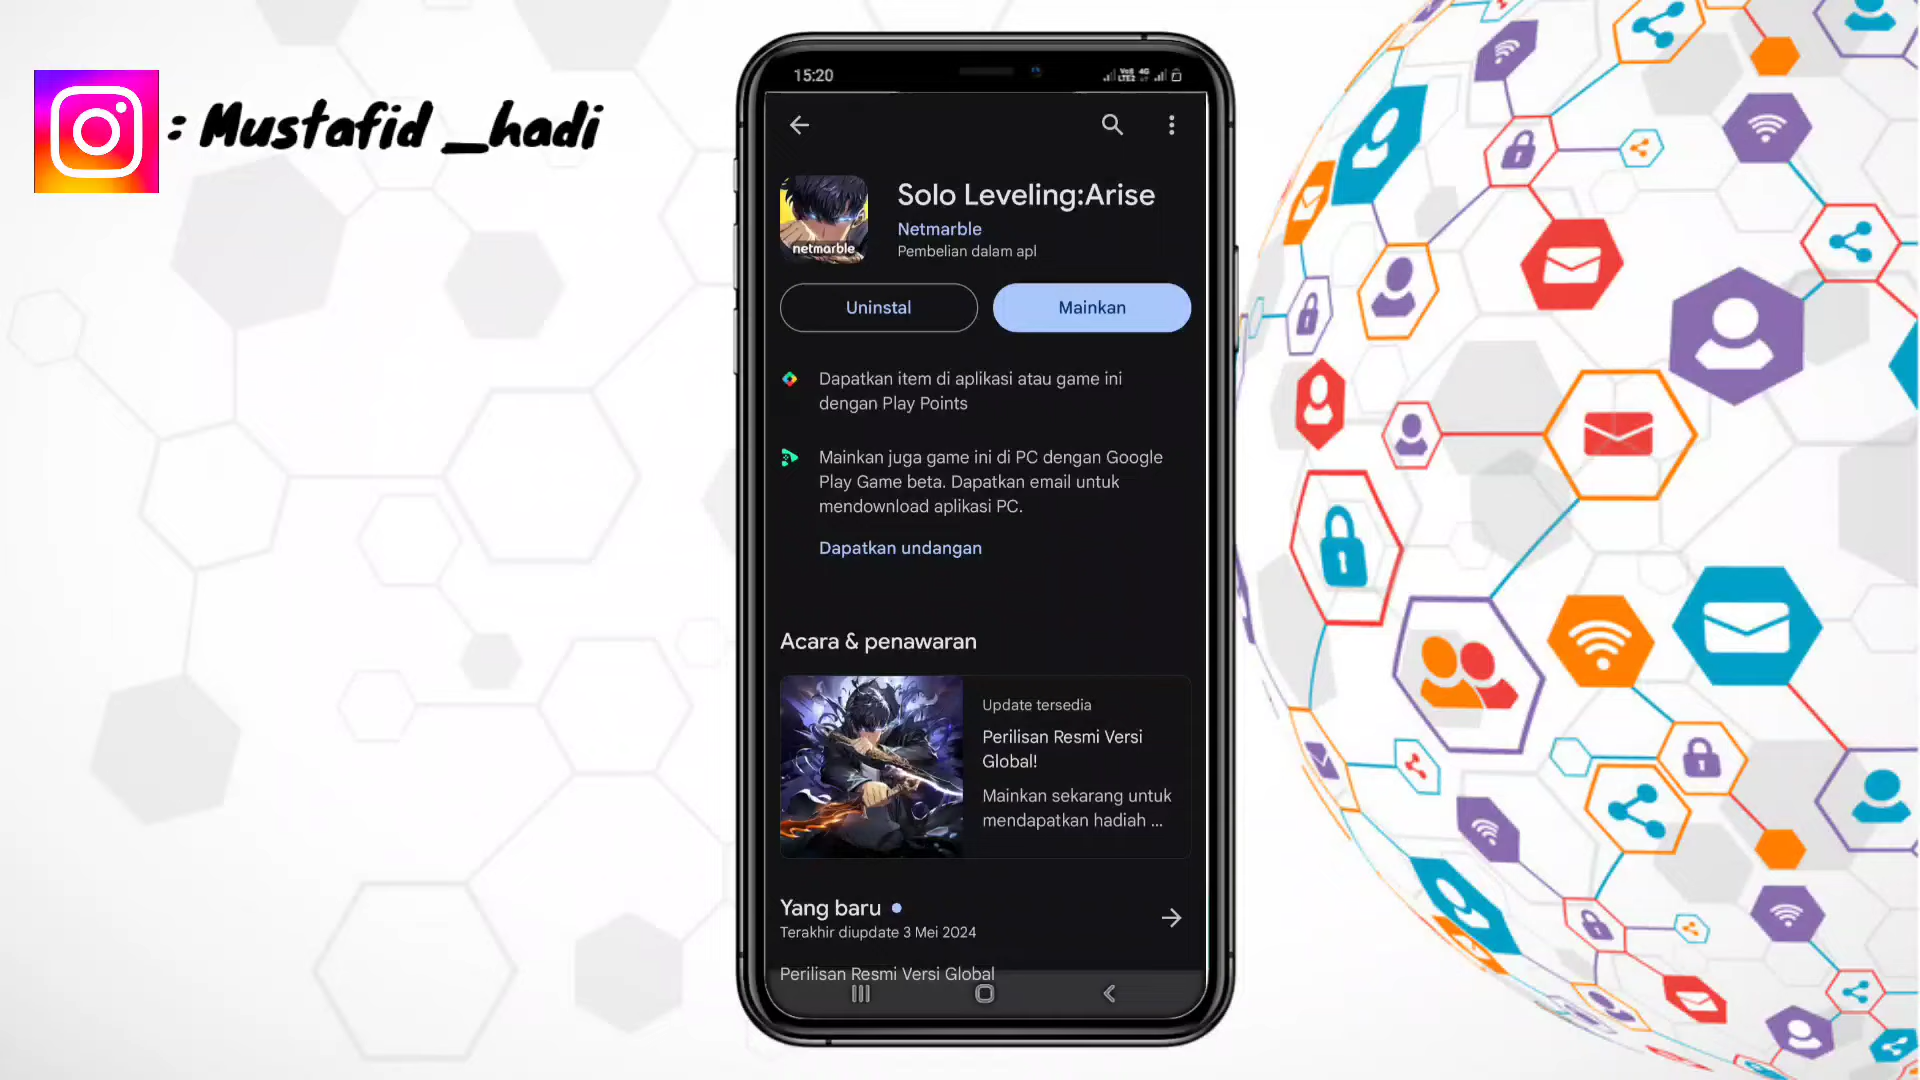 : Mustafid _hadi
15:20
Vo5 4G
LTE2
Solo Leveling:Arise
netmarble
Netmarble
Pembelian dalam apl
Uninstal
Mainkan
Dapatkan item di aplikasi atau game ini
dengan Play Points
Mainkan juga game ini di PC dengan Google
Play Game beta. Dapatkan email untuk
mendownload aplikasi PC.
Dapatkan undangan
Acara & penawaran
Update tersedia
Perilisan Resmi Versi
Global!
Mainkan sekarang untuk
mendapatkan hadiah ...
Yang baru
Terakhir diupdate 3 Mei 2024
Perilisan Resmi Versi Global